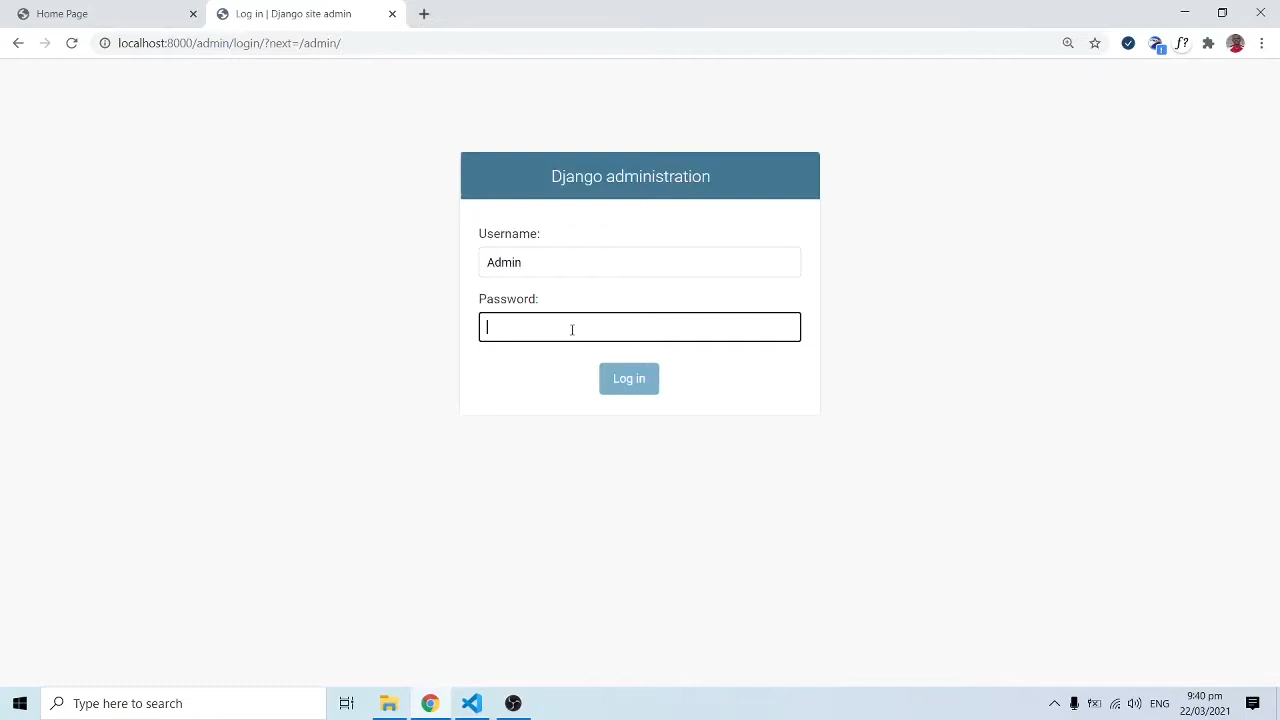 Home Page
Log in | Django site admin
localhost:8000/admin/login/?next=/admin/
f?
Django administration
Username:
Admin
Password:
Log in
Type here to search
ENG
9:40 pm
22/03/2021